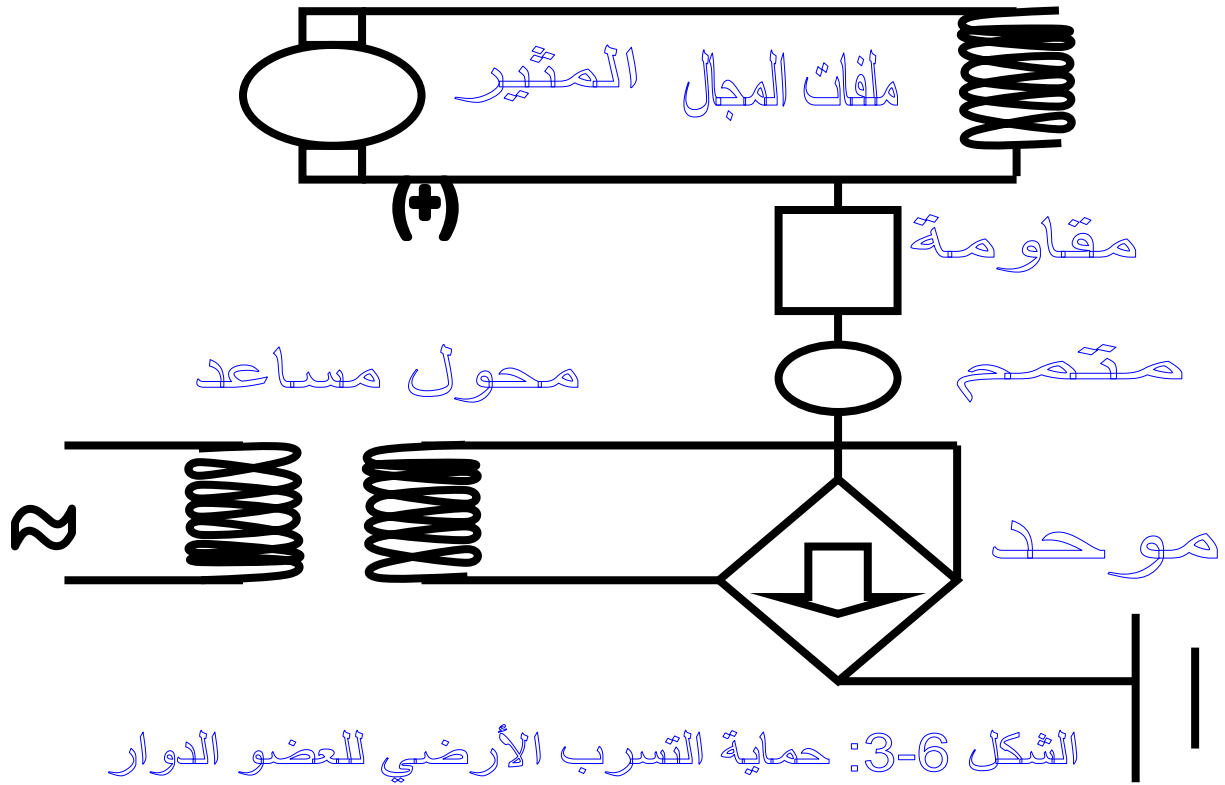 المثير
ملفات المجال
(+)
مقاومة
محول مساعد
متمم
≈
موحد
الشكل 6-3: حماية التسرب الأرضي للعضو الدوار